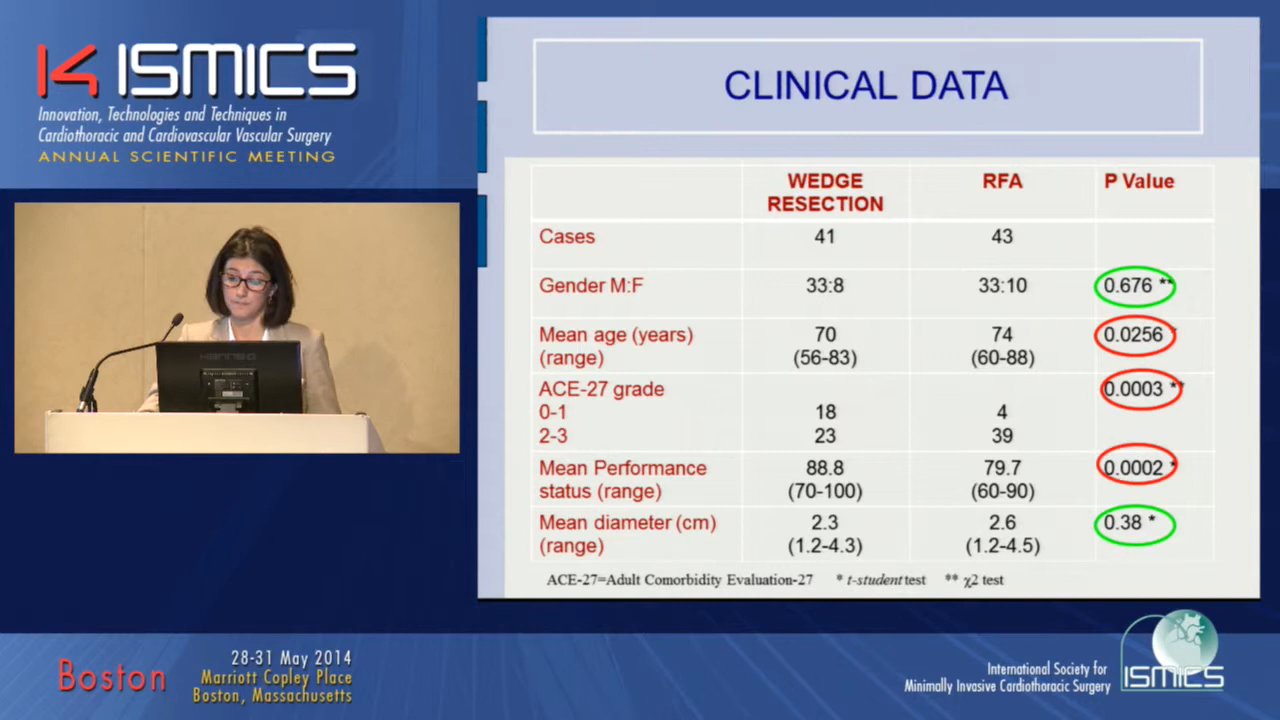 ISMICS
Innovation, Technologies and Techniques in
Cardiothoracic and Cardiovascular Vascular Surgery
ANNUAL SCIENTIFIC MEETING
CLINICAL DATA
WEDGE RESECTION RFA P Value
Cases 41 43
Gender M:F 33:8 33:10 0.676 **
Mean age (years) 70 74 0.0256 *
(range) (56-83) (60-88)
ACE-27 grade 0.0003 **
0-1 18 4
2-3 23 39
Mean Performance 88.8 79.7 0.0002 *
status (range) (70-100) (60-90)
Mean diameter (cm) 2.3 2.6 0.38 *
(range) (1.2-4.3) (1.2-4.5)
ACE-27=Adult Comorbidity Evaluation-27 * t-student test ** χ2 test
Boston
28-31 May 2014
Marriott Copley Place
Boston, Massachusetts
International Society for
Minimally Invasive Cardiothoracic Surgery
ISMICS